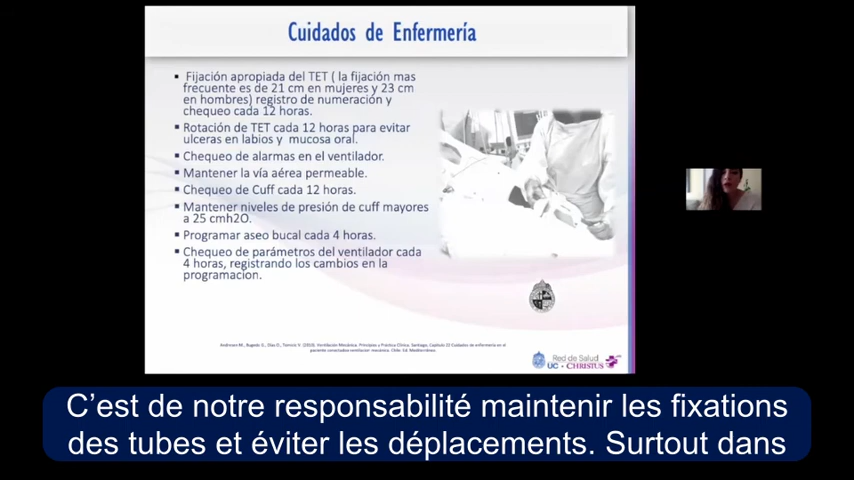 Cuidados de Enfermería
Fijación apropiada del TET ( la fijación mas
frecuente es de 21 cm en mujeres y 23 cm
en hombres) registro de numeración y
chequeo cada 12 horas.
Rotación de TET cada 12 horas para evitar
ulceras en labios y mucosa oral.
Chequeo de alarmas en el ventilador.
Mantener la vía aérea permeable.
Chequeo de Cuff cada 12 horas.
Mantener niveles de presión de cuff mayores
a 25 cmh2O.
Programar aseo bucal cada 4 horas.
Chequeo de parámetros del ventilador cada
4 horas, registrando los cambios en la
programacion.
Red de Salud
UC · CHRISTUS
C’est de notre responsabilité maintenir les fixations
des tubes et éviter les déplacements. Surtout dans